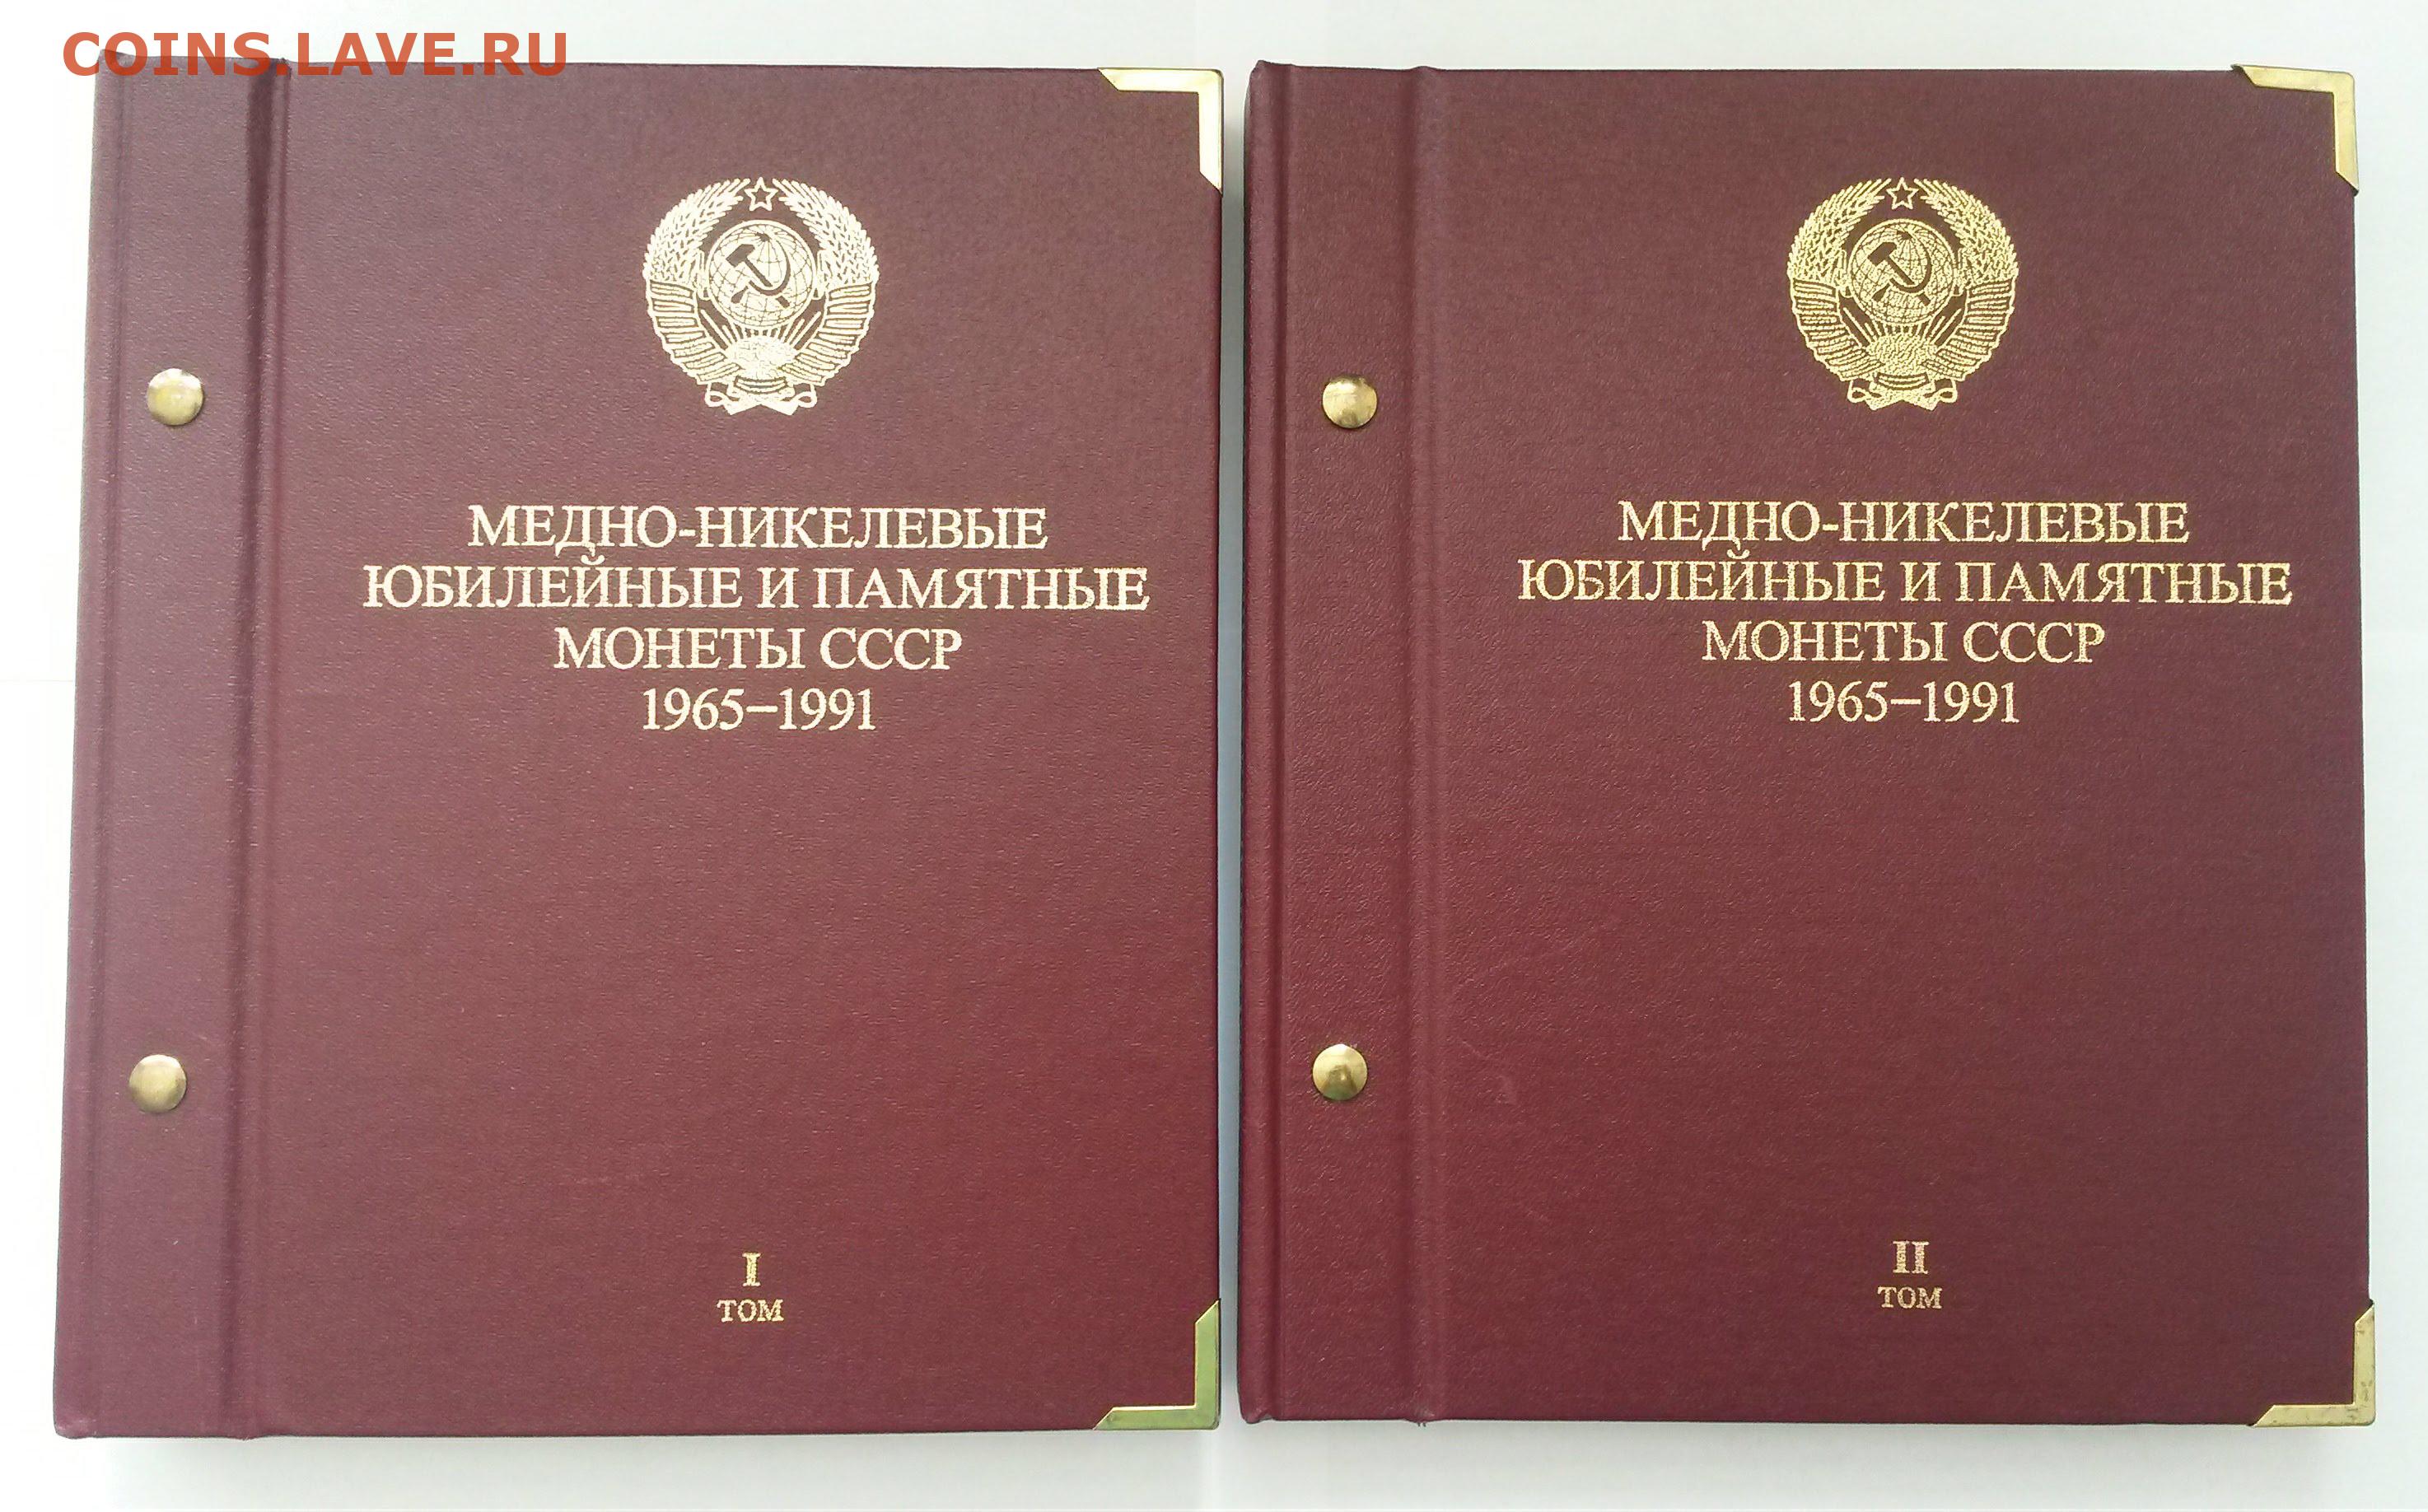 COINS.LAVE.RU
МЕДНО-НИКЕЛЕВЫЕ
ЮБИЛЕЙНЫЕ И ПАМЯТНЫЕ
МОНЕТЫ СССР
1965–1991
I
ТОМ
МЕДНО-НИКЕЛЕВЫЕ
ЮБИЛЕЙНЫЕ И ПАМЯТНЫЕ
МОНЕТЫ СССР
1965–1991
II
ТОМ